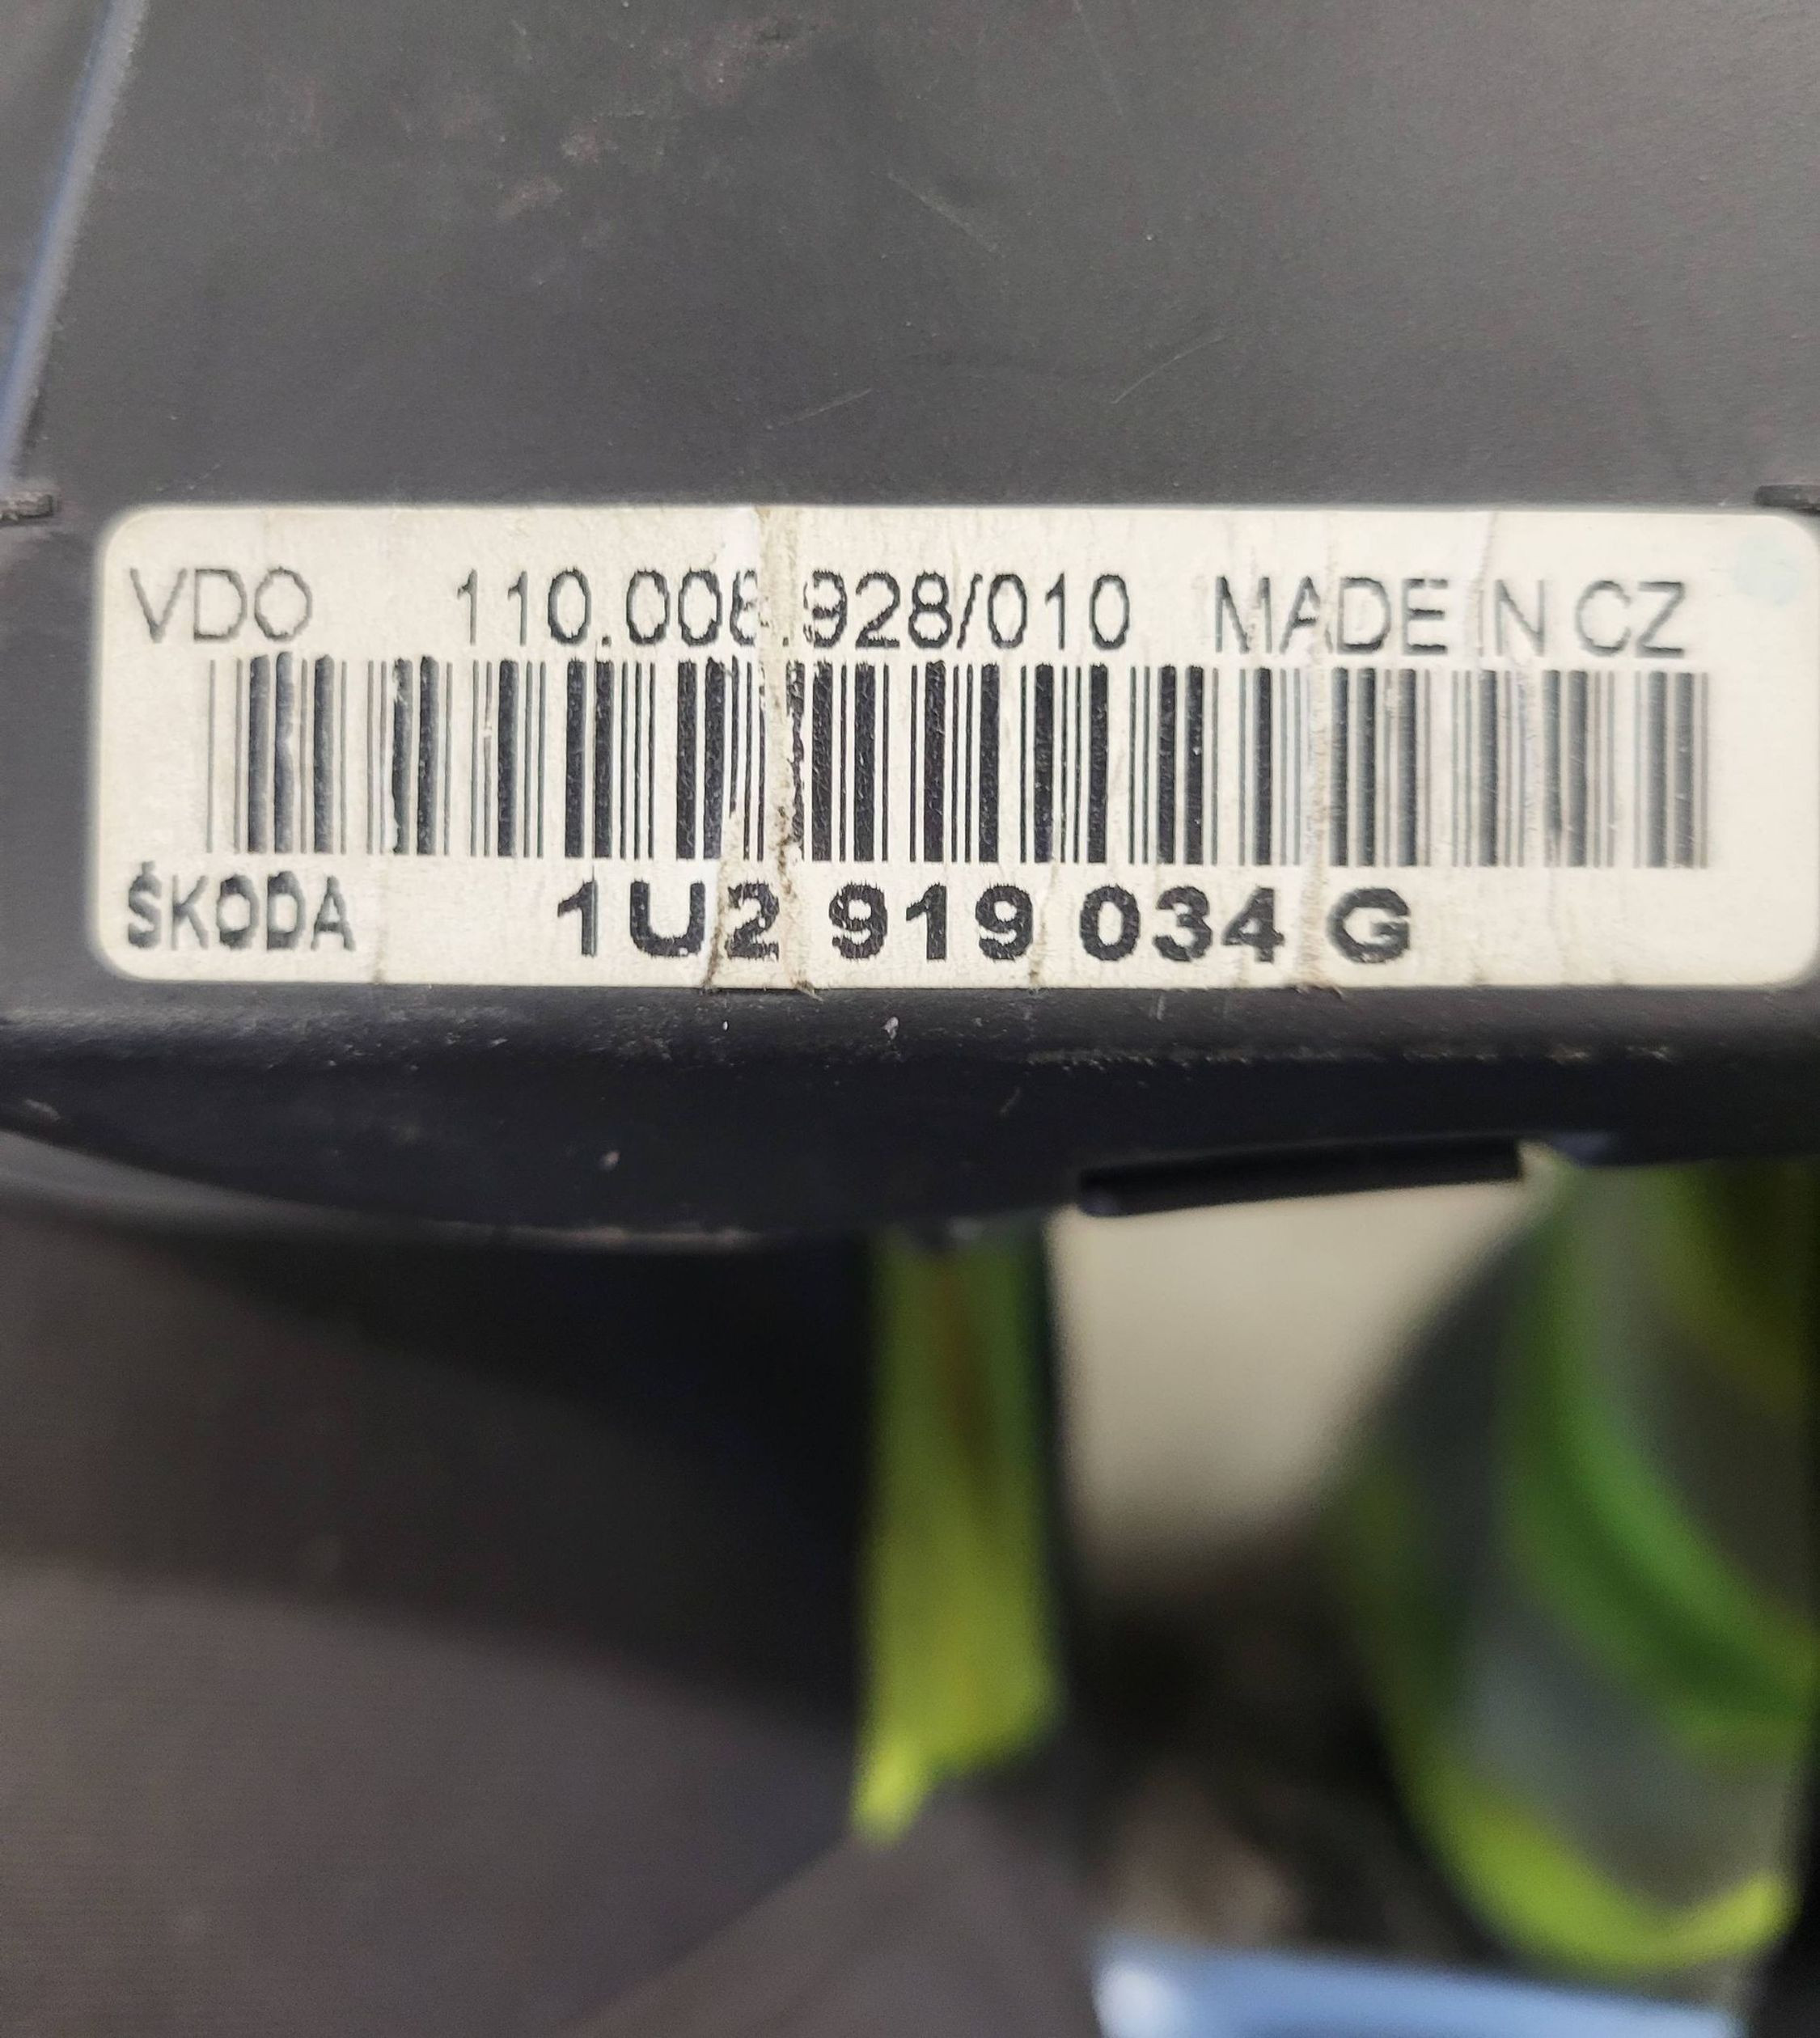 VDO 110.008.928/010 MADE IN CZ
ŠKODA 1U2 919 034 G